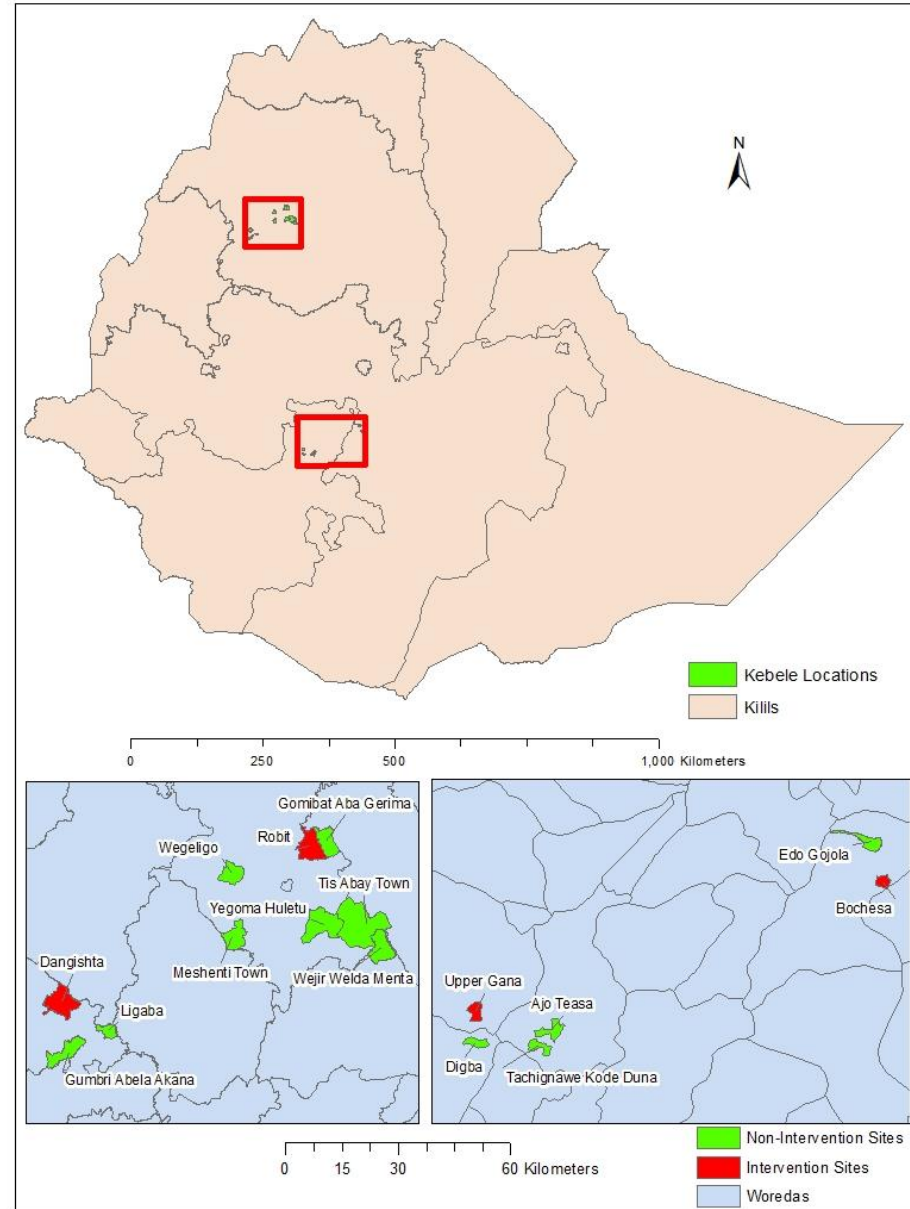 N
Kebele Locations
Kilils
0 250 500 1,000 Kilometers
Gomibat Aba Gerima
Robit
Wegeligo
Tis Abay Town
Yegoma Huletu
Meshenti Town
Wejir Welda Menta
Dangishta
Ligaba
Gumbri Abela Akana
Edo Gojola
Bochesa
Upper Gana
Ajo Teasa
Digba
Tachignawe Kode Duna
0 15 30 60 Kilometers
Non-Intervention Sites
Intervention Sites
Woredas